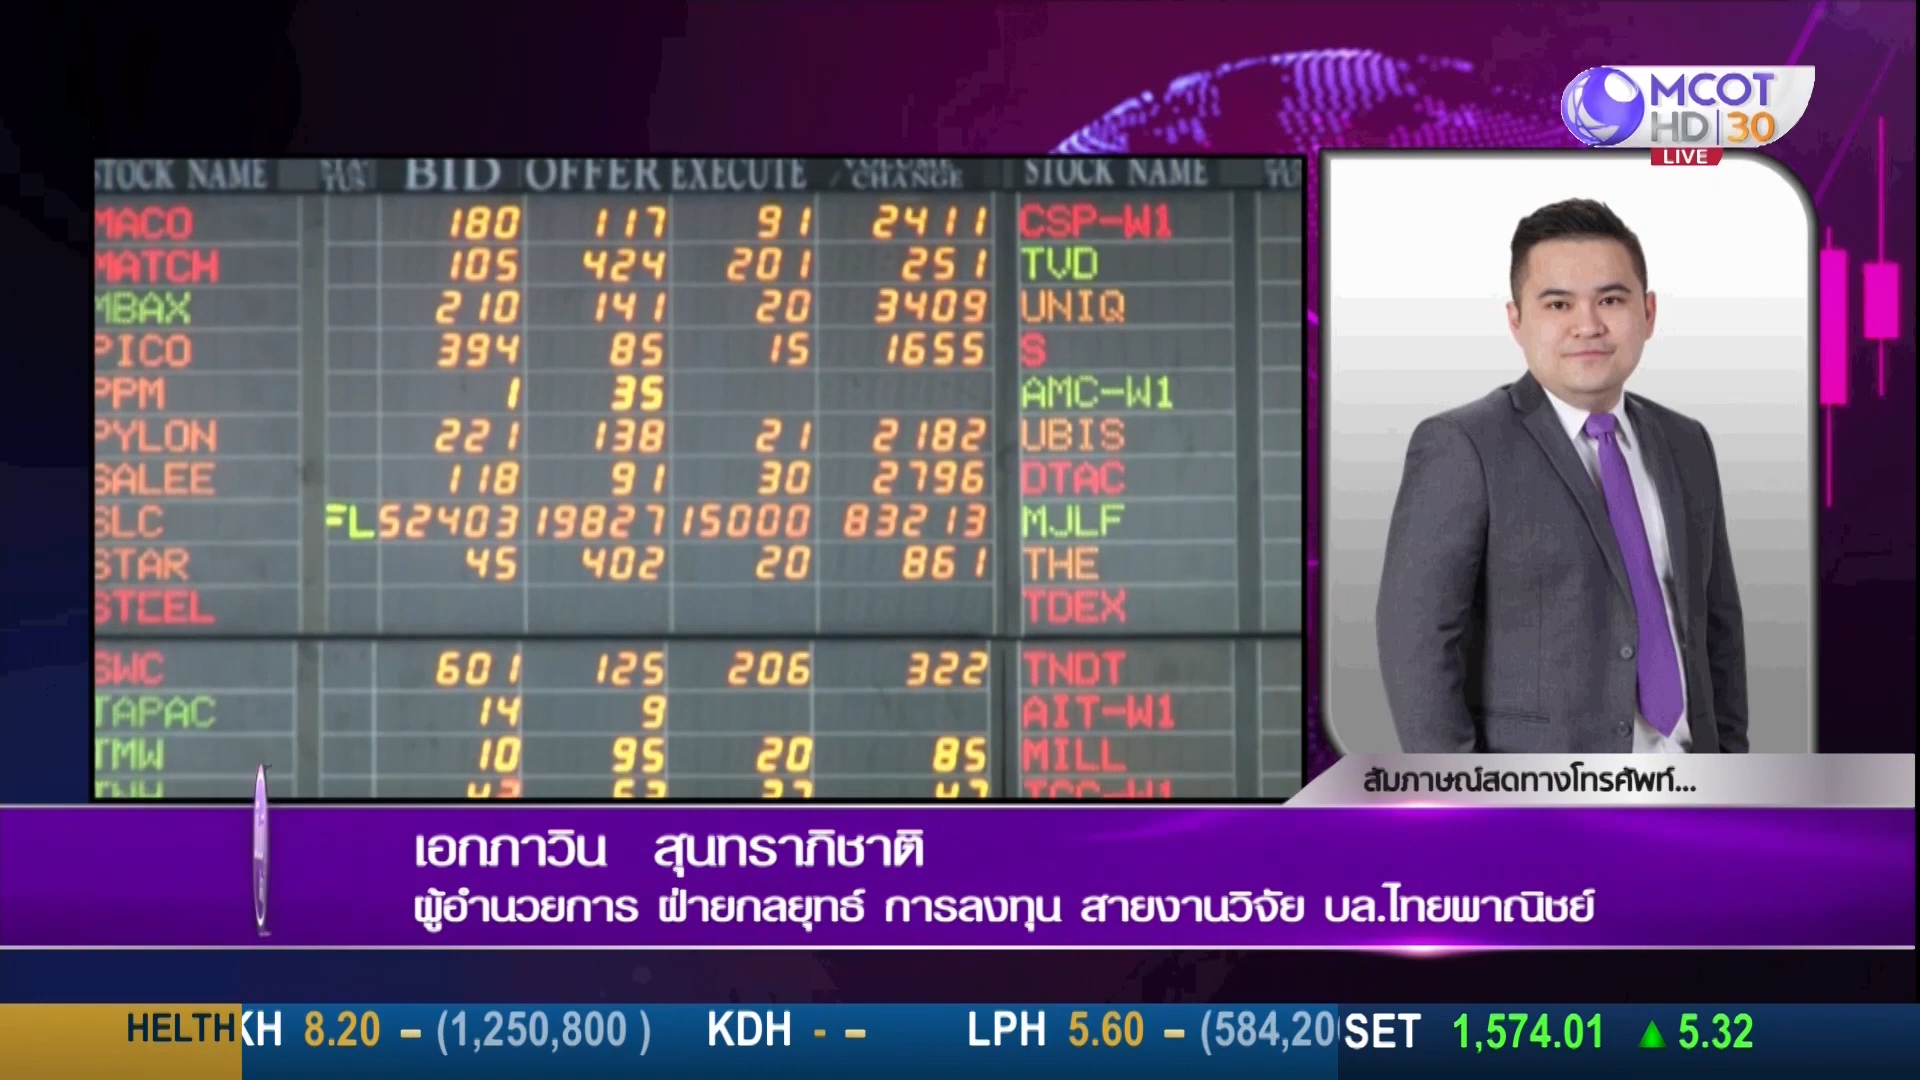 MCOT
HD 30
LIVE
STOCK NAME BID OFFER EXECUTE VOLUME CHANGE STOCK NAME
MACO 180 117 91 2411 CSP-W1
MATCH 105 424 201 251 TVD
MBAX 210 141 20 3409 UNIQ
PICO 394 85 15 1655 S
PPM 1 35 AMC-W1
PYLON 221 138 21 2182 UBIS
SALEE 118 91 30 2796 DTAC
SLC 52403 19827 15000 83213 MJLF
STAR 45 402 20 861 THE
TDEX
SWC 601 125 206 322 TNDT
TAPAC 14 9 AIT-W1
TMW 10 95 20 85 MILL
สัมภาษณ์สดทางโทรศัพท์...
เอกภาวิน สุนทราภิชาติ
ผู้อำนวยการ ฝ่ายกลยุทธ์ การลงทุน สายงานวิจัย บล.ไทยพาณิชย์
HELTH KH 8.20 – (1,250,800 ) KDH - – LPH 5.60 – (584,20 SET 1,574.01 ▲ 5.32